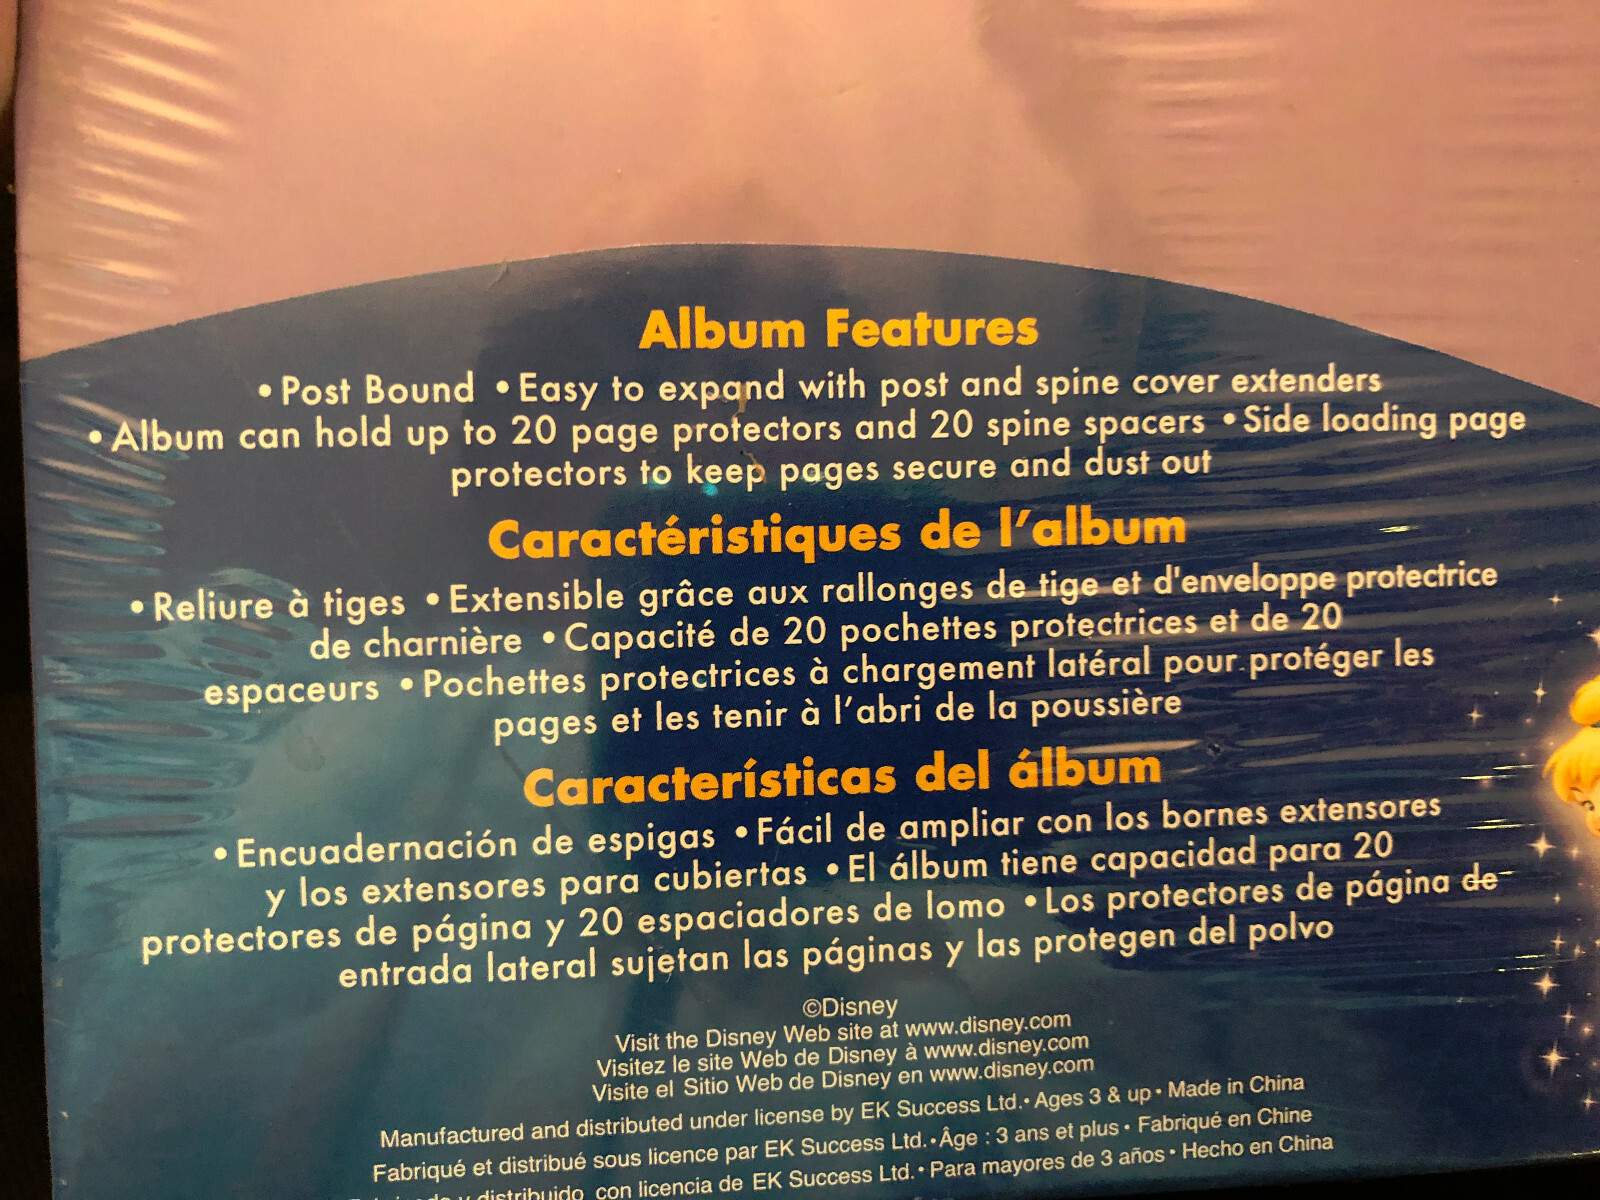 Album Features
• Post Bound • Easy to expand with post and spine cover extenders
• Album can hold up to 20 page protectors and 20 spine spacers • Side loading page
protectors to keep pages secure and dust out
Caractéristiques de l'album
• Reliure à tiges • Extensible grâce aux rallonges de tige et d'enveloppe protectrice
de charnière • Capacité de 20 pochettes protectrices et de 20
espaceurs • Pochettes protectrices à chargement latéral pour protéger les
pages et les tenir à l'abri de la poussière
Características del álbum
• Encuadernación de espigas • Fácil de ampliar con los bornes extensores
y los extensores para cubiertas • El álbum tiene capacidad para 20
protectores de página y 20 espaciadores de lomo • Los protectores de página de
entrada lateral sujetan las páginas y las protegen del polvo
©Disney
Visit the Disney Web site at www.disney.com
Visitez le site Web de Disney à www.disney.com
Visite el Sitio Web de Disney en www.disney.com
Manufactured and distributed under license by EK Success Ltd. • Ages 3 & up • Made in China
Fabriqué et distribué sous licence par EK Success Ltd. • Âge : 3 ans et plus • Fabriqué en Chine
y distribuido con licencia de EK Success Ltd. • Para mayores de 3 años • Hecho en China